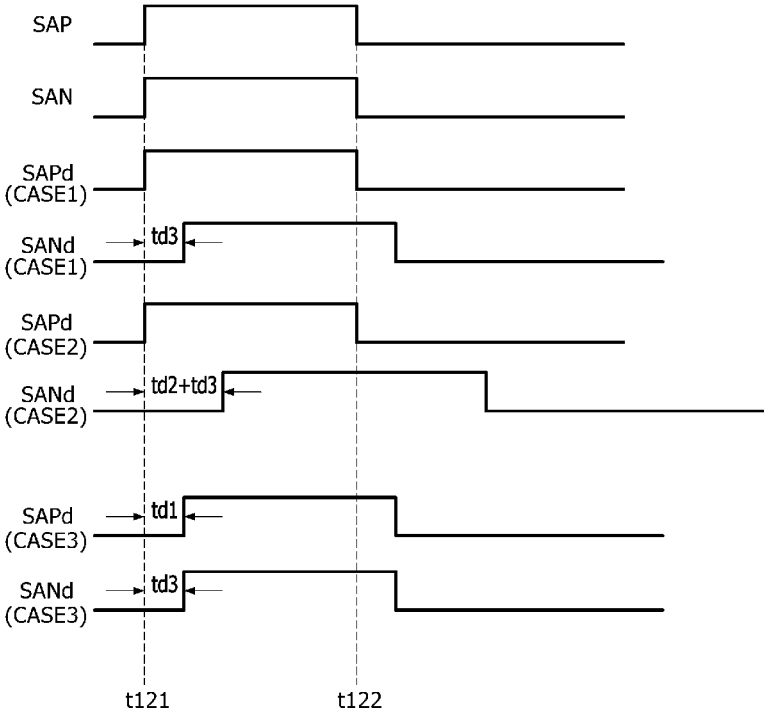 SAP
SAN
SAPd
(CASE1)
td3
SANd
(CASE1)
SAPd
(CASE2)
td2+td3
SANd
(CASE2)
td1
SAPd
(CASE3)
td3
SANd
(CASE3)
t121 t122